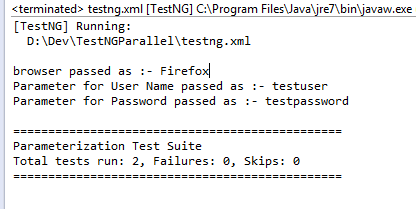 <terminated> testng.xml [TestNG] C:\Program Files\Java\jre7\bin\javaw.exe
[TestNG] Running:
D:\Dev\TestNGParallel\testng.xml
browser passed as :- Firefox
Parameter for User Name passed as :- testuser
Parameter for Password passed as :- testpassword
===============================================
Parameterization Test Suite
Total tests run: 2, Failures: 0, Skips: 0
===============================================